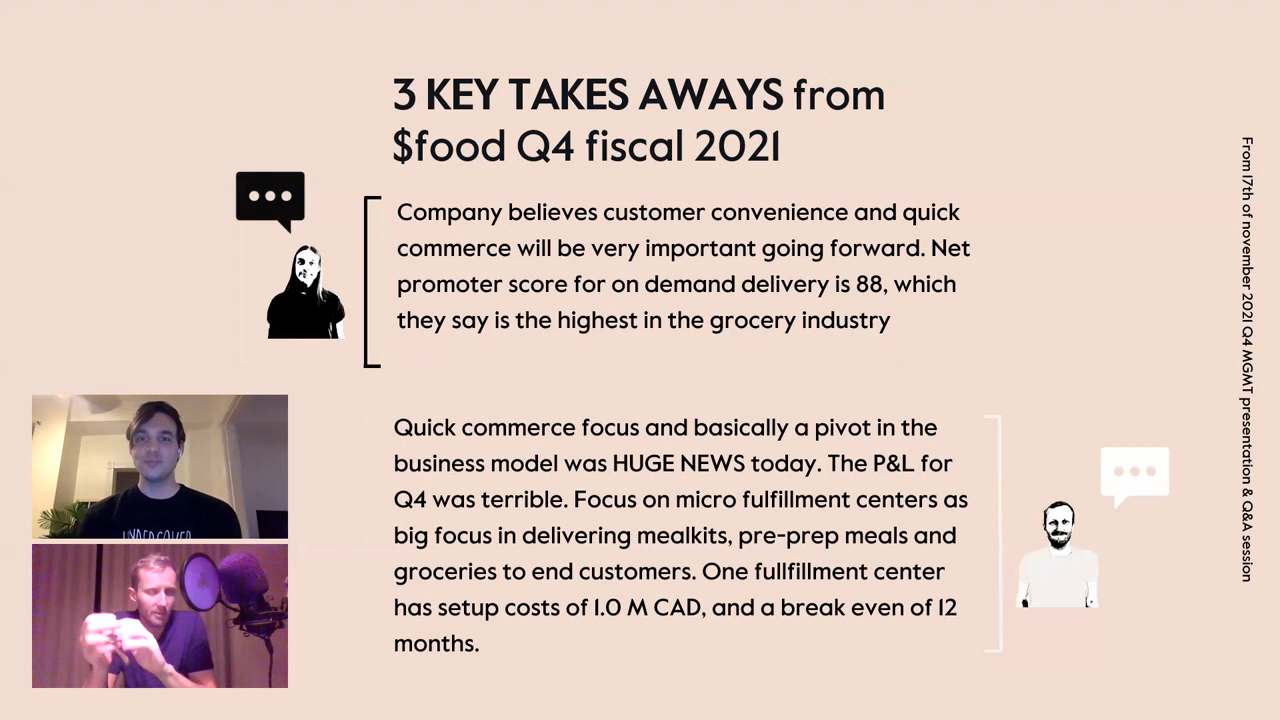 3 KEY TAKES AWAYS from
$food Q4 fiscal 2021
Company believes customer convenience and quick
commerce will be very important going forward. Net
promoter score for on demand delivery is 88, which
they say is the highest in the grocery industry
Quick commerce focus and basically a pivot in the
business model was HUGE NEWS today. The P&L for
Q4 was terrible. Focus on micro fulfillment centers as
big focus in delivering mealkits, pre-prep meals and
groceries to end customers. One fullfillment center
has setup costs of 1.0 M CAD, and a break even of 12
months.
From 17th of november 2021 Q4 MGMT presentation & Q&A session